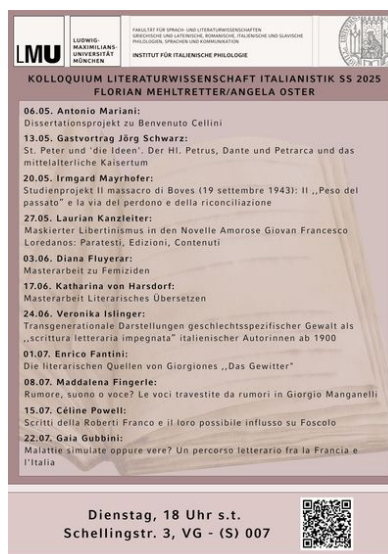 LMU
LUDWIG-
MAXIMILIANS-
UNIVERSITÄT
MÜNCHEN
FAKULTÄT FÜR SPRACH- UND LITERATURWISSENSCHAFTEN
GRIECHISCHE UND LATEINISCHE, ROMANISCHE, ITALIENISCHE UND SLAVISCHE
PHILOLOGIEN, SPRACHEN UND KOMMUNIKATION
INSTITUT FÜR ITALIENISCHE PHILOLOGIE
KOLLOQUIUM LITERATURWISSENSCHAFT ITALIANISTIK SS 2025
FLORIAN MEHLTRETTER/ANGELA OSTER
06.05. Antonio Mariani:
Dissertationsprojekt zu Benvenuto Cellini
13.05. Gastvortrag Jörg Schwarz:
St. Peter und 'die Ideen'. Der Hl. Petrus, Dante und Petrarca und das
mittelalterliche Kaisertum
20.05. Irmgard Mayrhofer:
Studienprojekt Il massacro di Boves (19 settembre 1943): Il ,,Peso del
passato" e la via del perdono e della riconciliazione
27.05. Laurian Kanzleiter:
Maskierter Libertinismus in den Novelle Amorose Giovan Francesco
Loredanos: Paratesti, Edizioni, Contenuti
03.06. Diana Fluyerar:
Masterarbeit zu Femiziden
17.06. Katharina von Harsdorf:
Masterarbeit Literarisches Übersetzen
24.06. Veronika Islinger:
Transgenerationale Darstellungen geschlechtsspezifischer Gewalt als
,,scrittura letteraria impegnata" italienischer Autorinnen ab 1900
01.07. Enrico Fantini:
Die literarischen Quellen von Giorgiones ,,Das Gewitter"
08.07. Maddalena Fingerle:
Rumore, suono o voce? Le voci travestite da rumori in Giorgio Manganelli
15.07. Céline Powell:
Scritti della Roberti Franco e il loro possibile influsso su Foscolo
22.07. Gaia Gubbini:
Malattie simulate oppure vere? Un percorso letterario fra la Francia e
l'Italia
Dienstag, 18 Uhr s.t.
Schellingstr. 3, VG - (S) 007